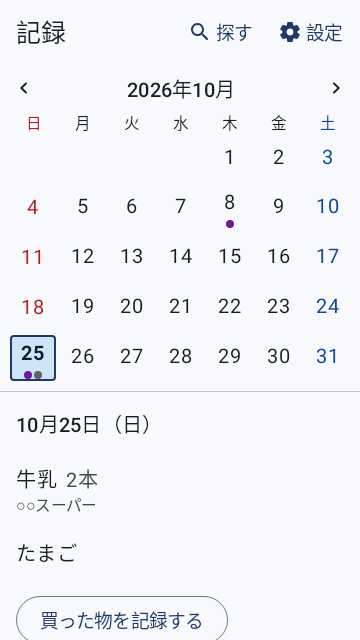 記録 探す 設定
2026年10月
日 月 火 水 木 金 土
1 2 3
4 5 6 7 8 9 10
11 12 13 14 15 16 17
18 19 20 21 22 23 24
25 26 27 28 29 30 31
10月25日（日）
牛乳 2本
○○スーパー
たまご
買った物を記録する